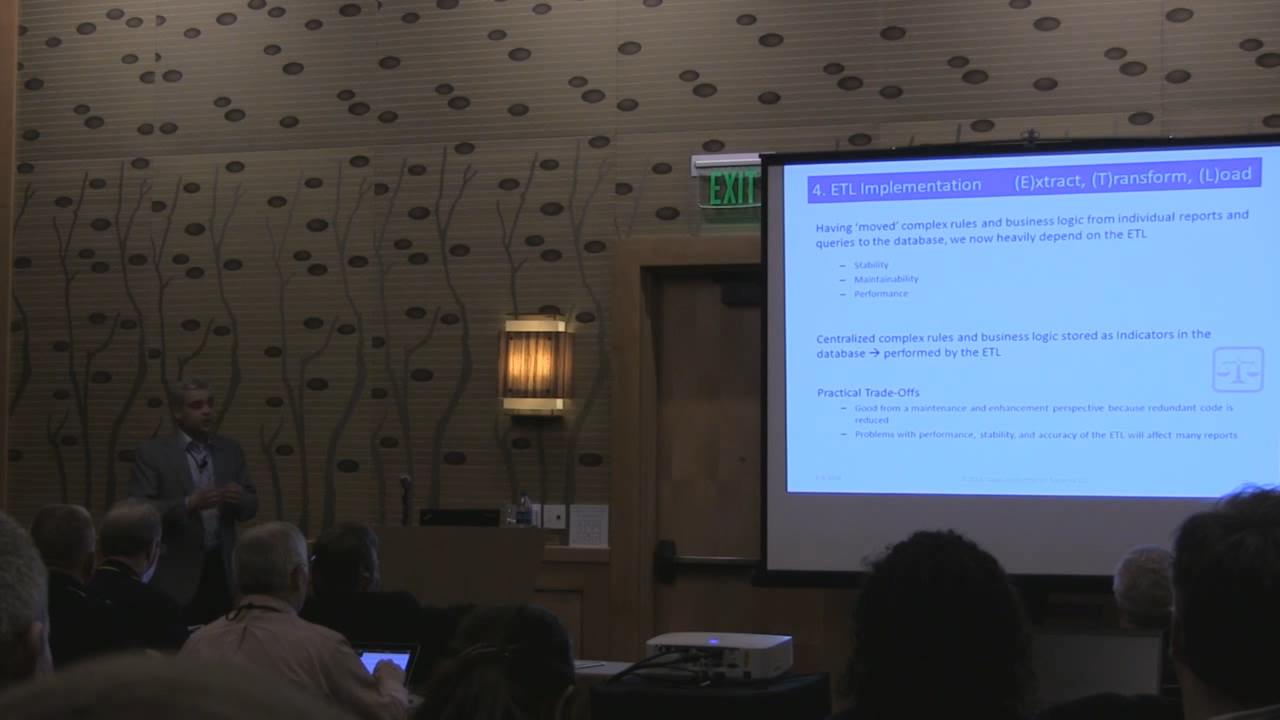 EXIT
4. ETL Implementation (E)xtract, (T)ransform, (L)oad
Having ‘moved’ complex rules and business logic from individual reports and
queries to the database, we now heavily depend on the ETL
– Stability
– Maintainability
– Performance
Centralized complex rules and business logic stored as Indicators in the
database → performed by the ETL
Practical Trade-Offs
– Good from a maintenance and enhancement perspective because redundant code is
reduced
– Problems with performance, stability, and accuracy of the ETL will affect many reports